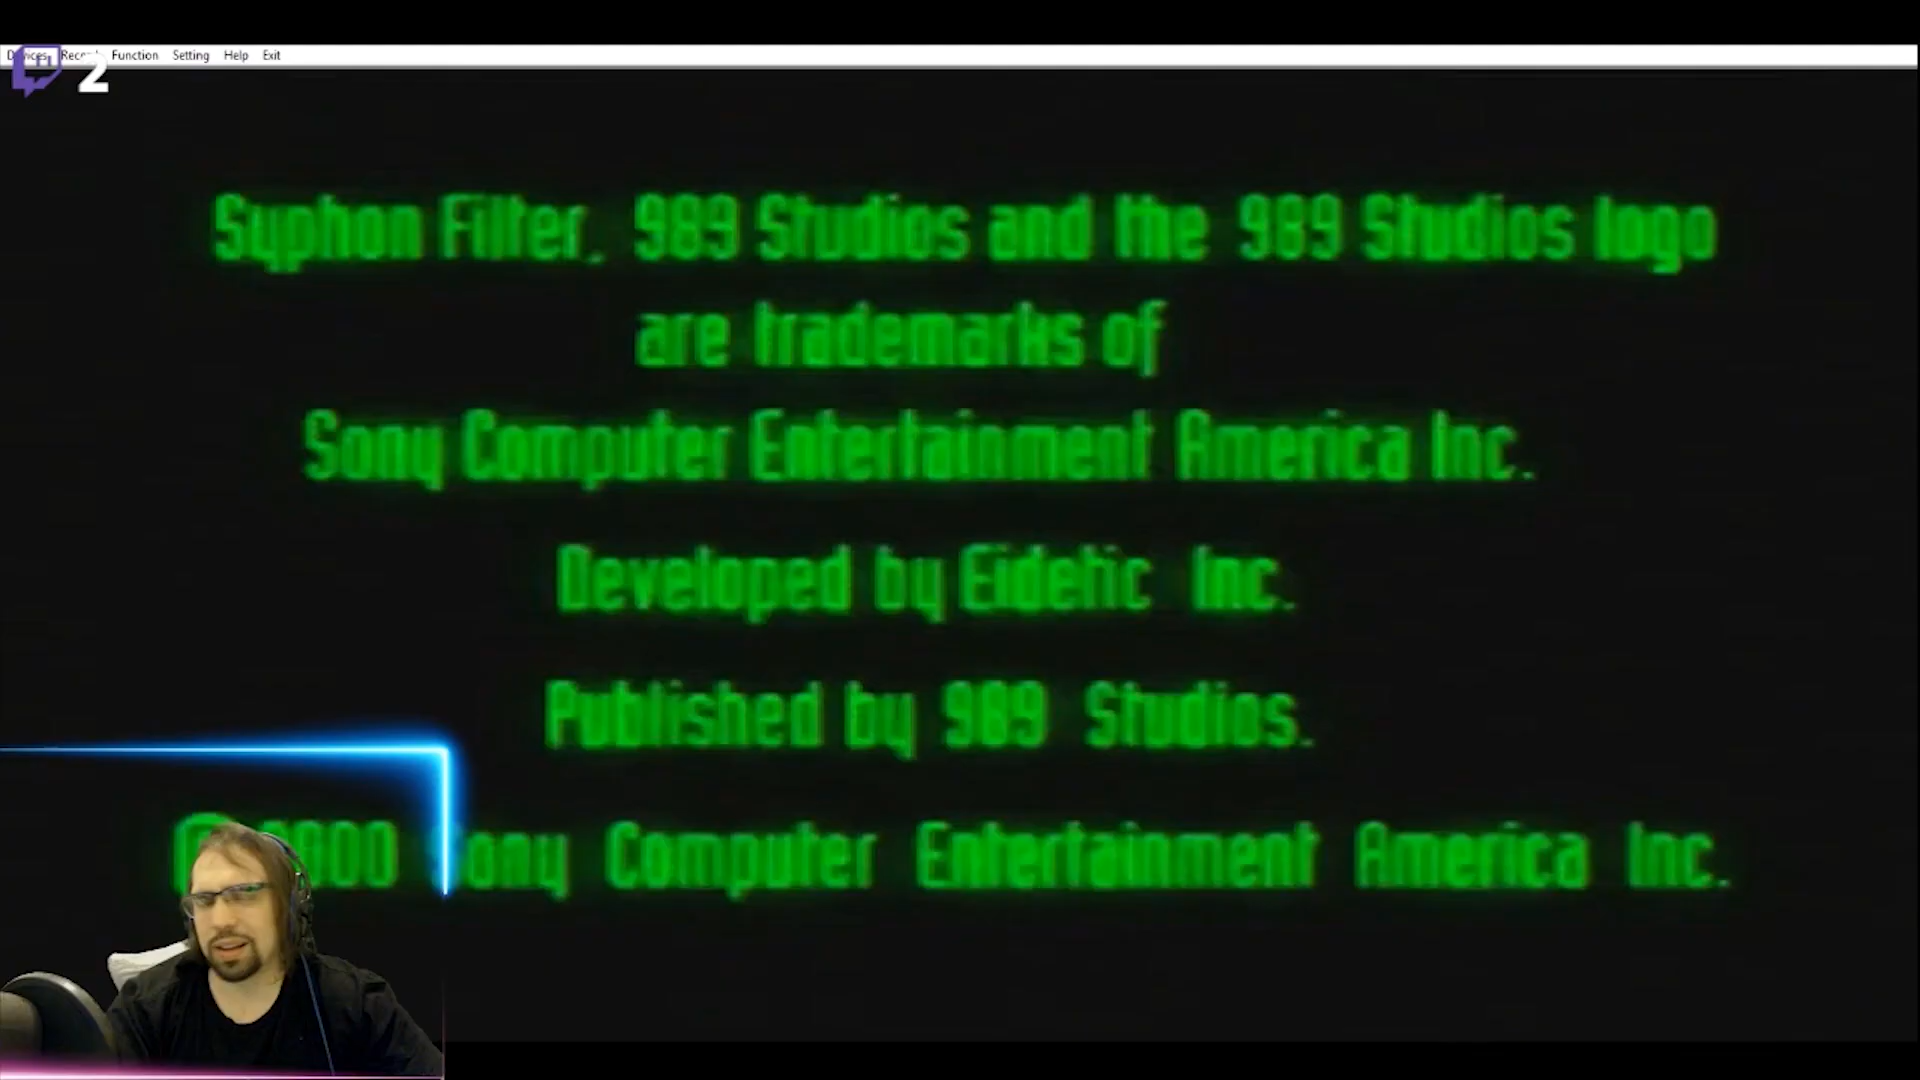 Function Setting Help Exit
2
Syphon Filter, 989 Studios and the 989 Studios logo
are trademarks of
Sony Computer Entertainment America Inc.
Developed by Eidetic Inc.
Published by 989 Studios.
Computer Entertainment America Inc.